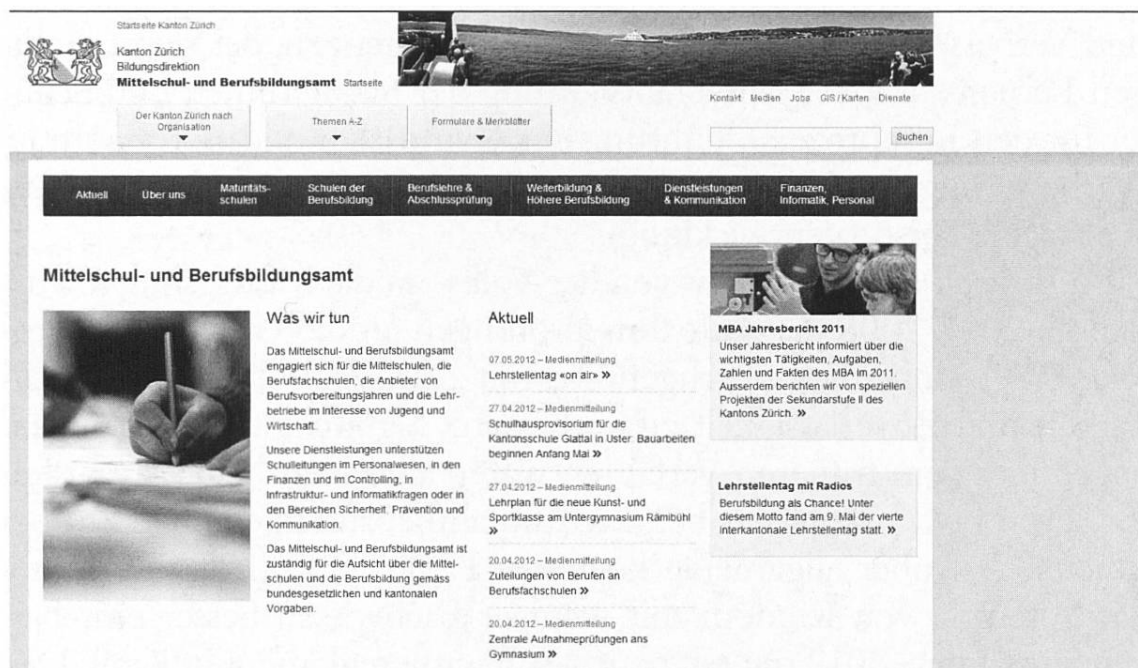 Startseite Kanton Zürich
Kanton Zürich
Bildungsdirektion
Mittelschul- und Berufsbildungsamt Startseite
Kontakt Medien Jobs GIS / Karten Dienste
Der Kanton Zürich nach
Organisation
Themen A-Z
Formulare & Merkblätter
Suchen
Aktuell
Über uns
Maturitäts-
schulen
Schulen der
Berufsbildung
Berufslehre &
Abschlussprüfung
Weiterbildung &
Höhere Berufsbildung
Dienstleistungen
& Kommunikation
Finanzen,
Informatik, Personal
Mittelschul- und Berufsbildungsamt
Was wir tun
Das Mittelschul- und Berufsbildungsamt
engagiert sich für die Mittelschulen, die
Berufsfachschulen, die Anbieter von
Berufsvorbereitungsjahren und die Lehr-
betriebe im Interesse von Jugend und
Wirtschaft.
Unsere Dienstleistungen unterstützen
Schulleitungen im Personalwesen, in den
Finanzen und im Controlling, in
Infrastruktur- und Informatikfragen oder in
den Bereichen Sicherheit, Prävention und
Kommunikation.
Das Mittelschul- und Berufsbildungsamt ist
zuständig für die Aufsicht über die Mittel-
schulen und die Berufsbildung gemäss
bundesgesetzlichen und kantonalen
Vorgaben.
Aktuell
07.05.2012 – Medienmitteilung
Lehrstellentag «on air» »
27.04.2012 – Medienmitteilung
Schulhausprovisorium für die
Kantonsschule Glattal in Uster: Bauarbeiten
beginnen Anfang Mai »
27.04.2012 – Medienmitteilung
Lehrplan für die neue Kunst- und
Sportklasse am Untergymnasium Rämibühl
»
20.04.2012 – Medienmitteilung
Zuteilungen von Berufen an
Berufsfachschulen »
20.04.2012 – Medienmitteilung
Zentrale Aufnahmeprüfungen ans
Gymnasium »
MBA Jahresbericht 2011
Unser Jahresbericht informiert über die
wichtigsten Tätigkeiten, Aufgaben,
Zahlen und Fakten des MBA im 2011.
Ausserdem berichten wir von speziellen
Projekten der Sekundarstufe II des
Kantons Zürich. »
Lehrstellentag mit Radios
Berufsbildung als Chance! Unter
diesem Motto fand am 9. Mai der vierte
interkantonale Lehrstellentag statt. »